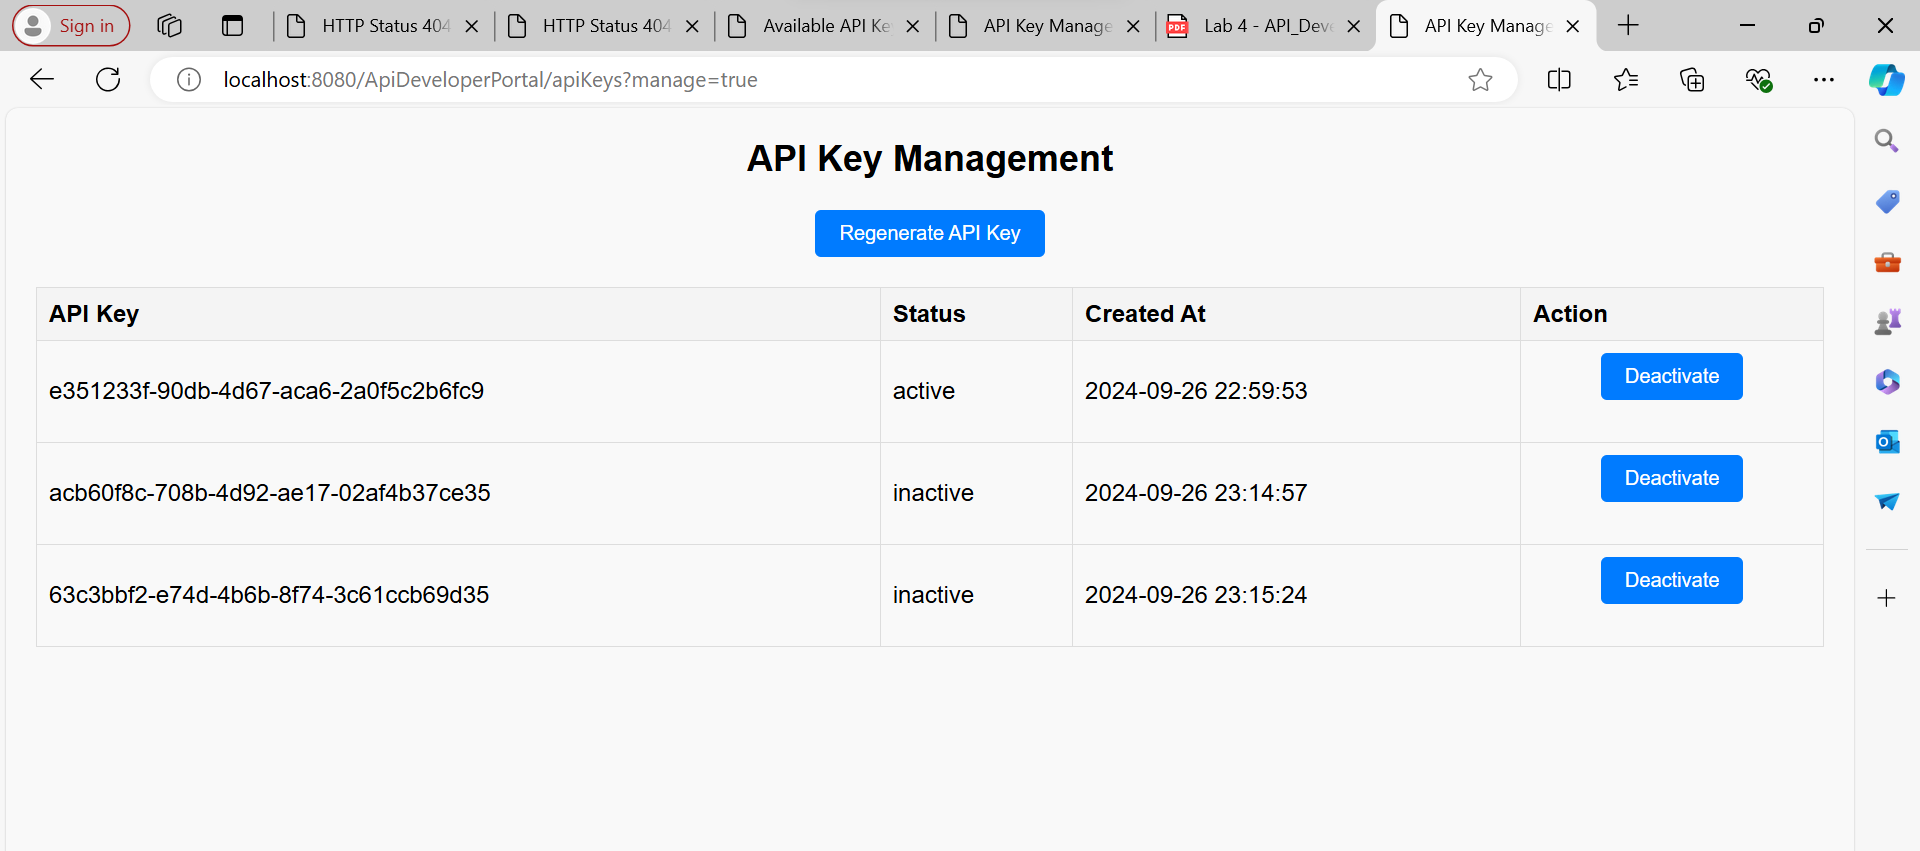 Sign in
HTTP Status 404
HTTP Status 404
Available API Ke
API Key Manage
Lab 4 - API_Deve
API Key Manage
localhost:8080/ApiDeveloperPortal/apiKeys?manage=true
API Key Management
Regenerate API Key
API Key Status Created At Action
e351233f-90db-4d67-aca6-2a0f5c2b6fc9 active 2024-09-26 22:59:53 Deactivate
acb60f8c-708b-4d92-ae17-02af4b37ce35 inactive 2024-09-26 23:14:57 Deactivate
63c3bbf2-e74d-4b6b-8f74-3c61ccb69d35 inactive 2024-09-26 23:15:24 Deactivate